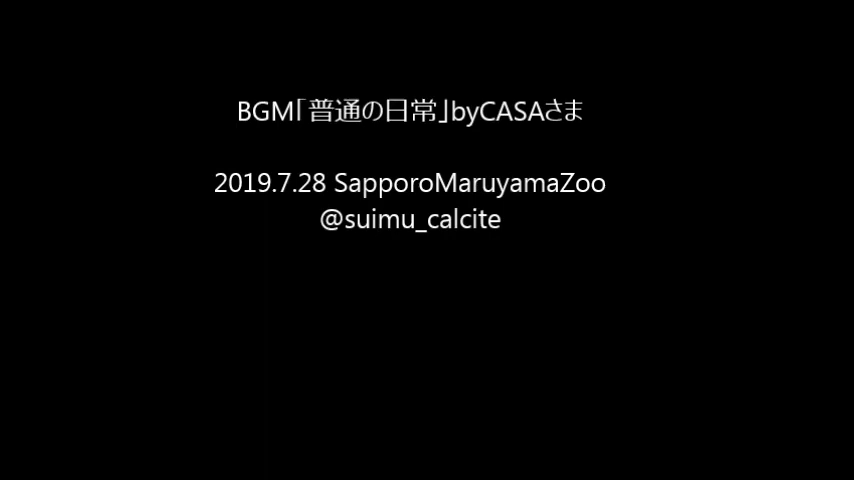 BGM「普通の日常」byCASAさま
2019.7.28 SapporoMaruyamaZoo
@suimu_calcite